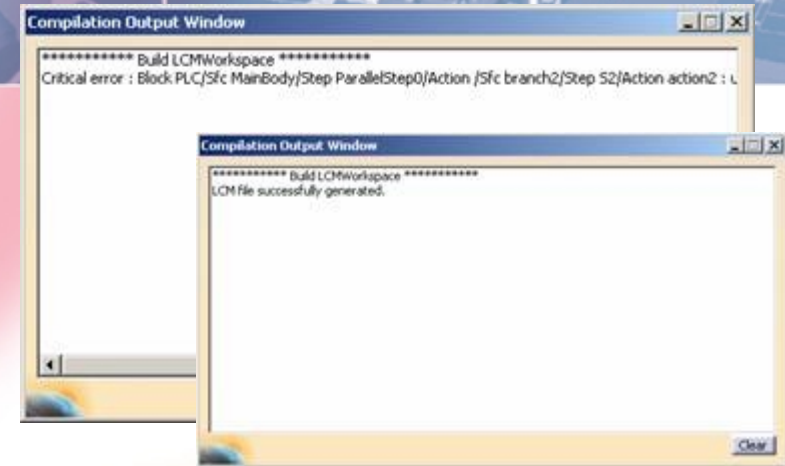 Compilation Output Window
*********** Build LCMWorkspace ***********
Critical error : Block PLC/Sfc MainBody/Step ParallelStep0/Action /Sfc branch2/Step S2/Action action2 :
Compilation Output Window
*********** Build LCMWorkspace ***********
LCM file successfully generated.
Clear